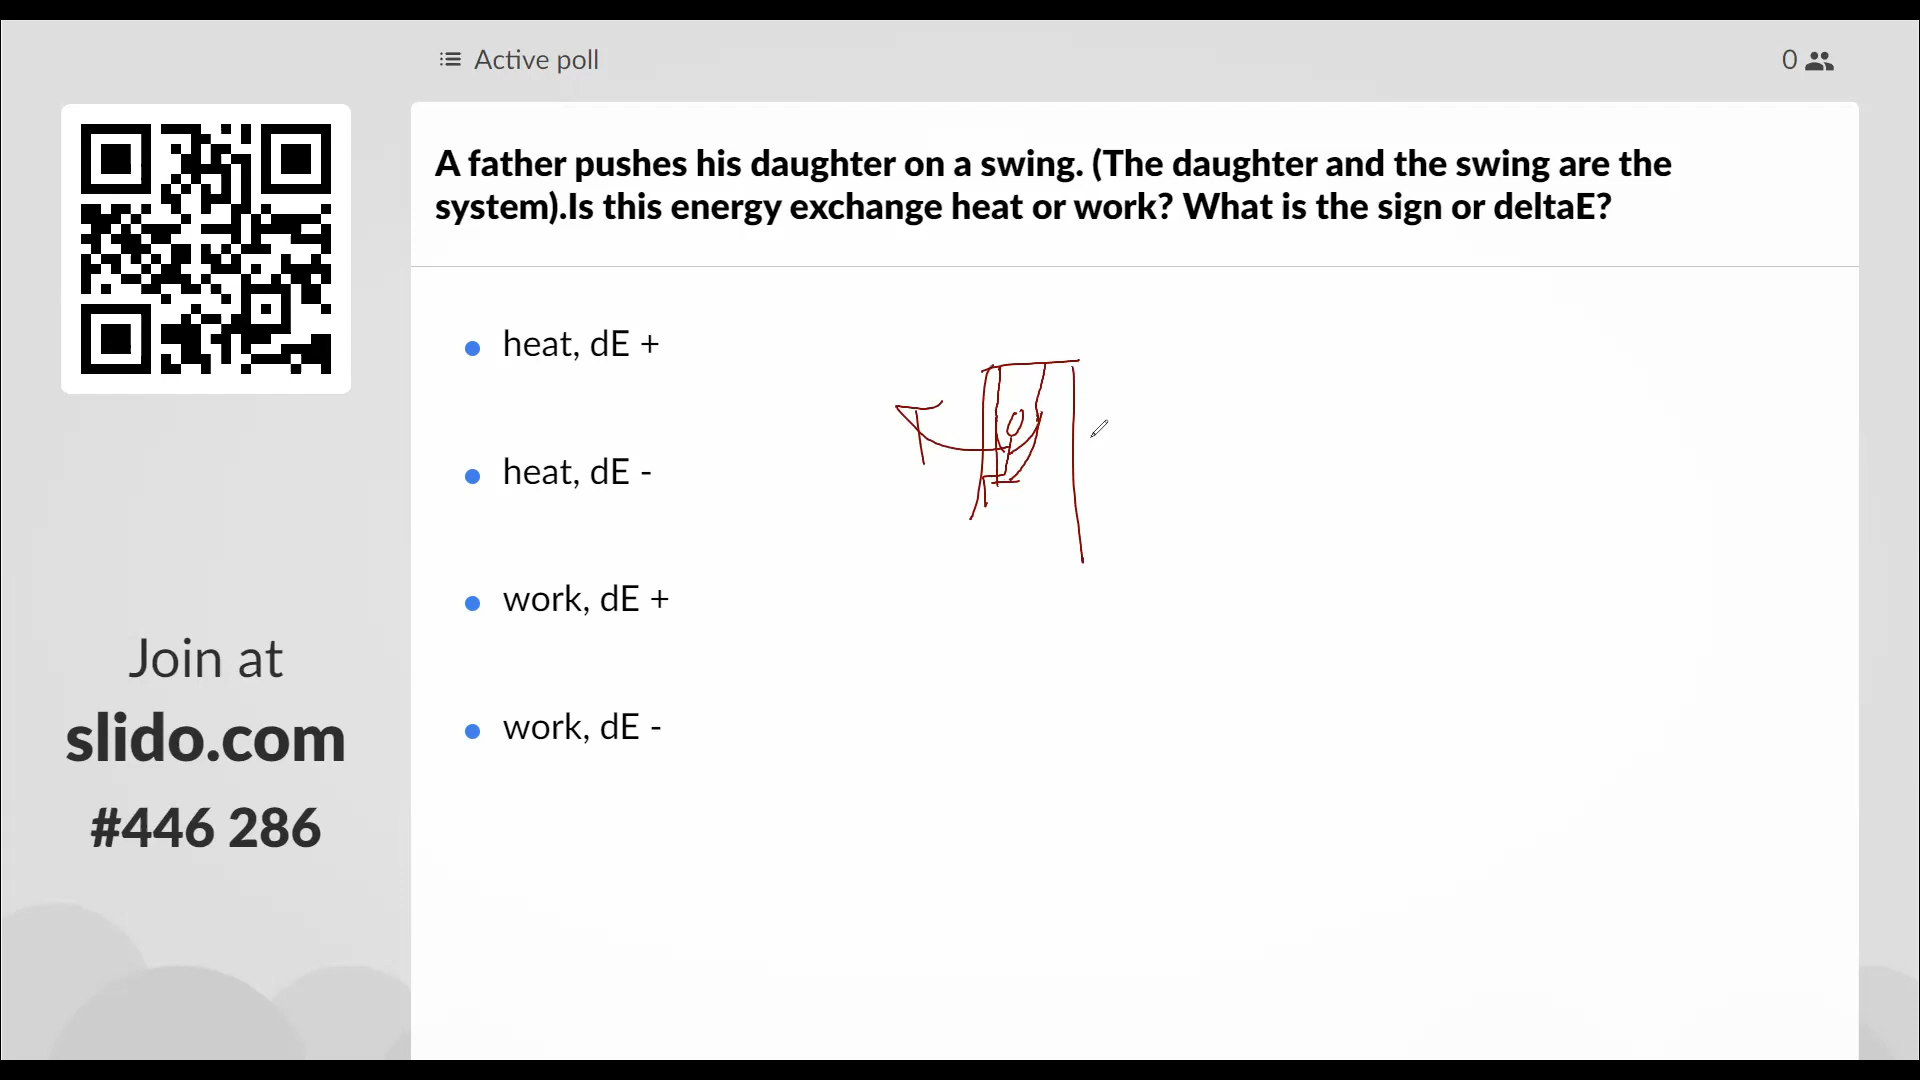 Active poll
0
A father pushes his daughter on a swing. (The daughter and the swing are the
system).Is this energy exchange heat or work? What is the sign or deltaE?
heat, dE +
heat, dE -
work, dE +
work, dE -
Join at
slido.com
#446 286